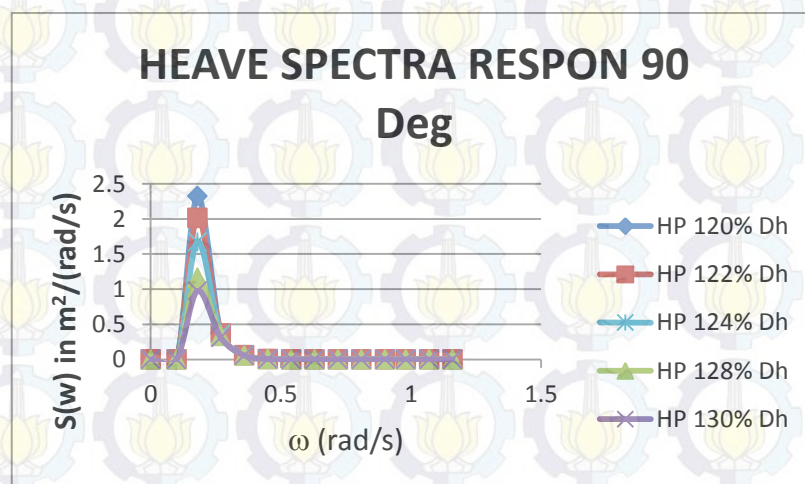 HEAVE SPECTRA RESPON 90
Deg
S(w) in m²/(rad/s)
2.5
2
1.5
1
0.5
0
0 0.5 1 1.5
ω (rad/s)
HP 120% Dh
HP 122% Dh
HP 124% Dh
HP 128% Dh
HP 130% Dh